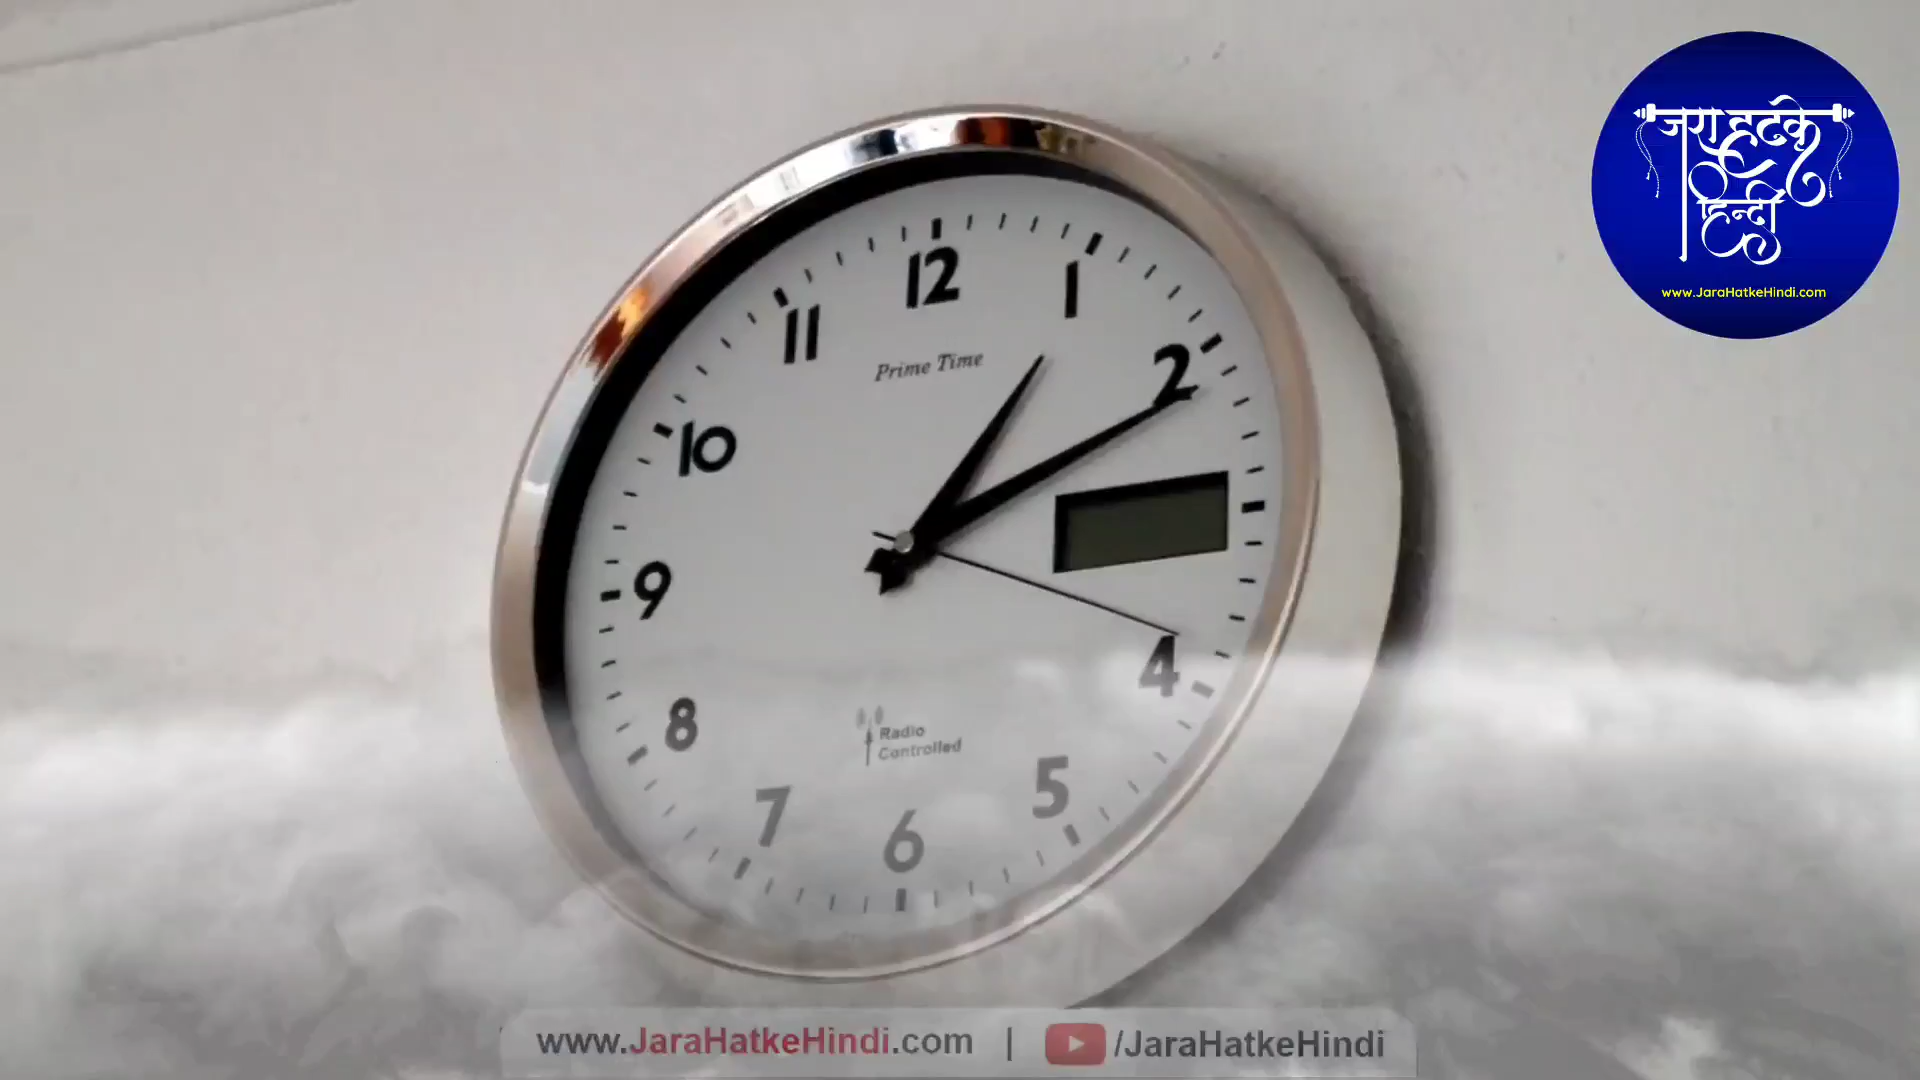 जरा हटके
हिन्दी
www.JaraHatkeHindi.com
12
1
11
2
Prime Time
10
9
4
8
Radio
Controlled
7
5
6
www.JaraHatkeHindi.com | /JaraHatkeHindi